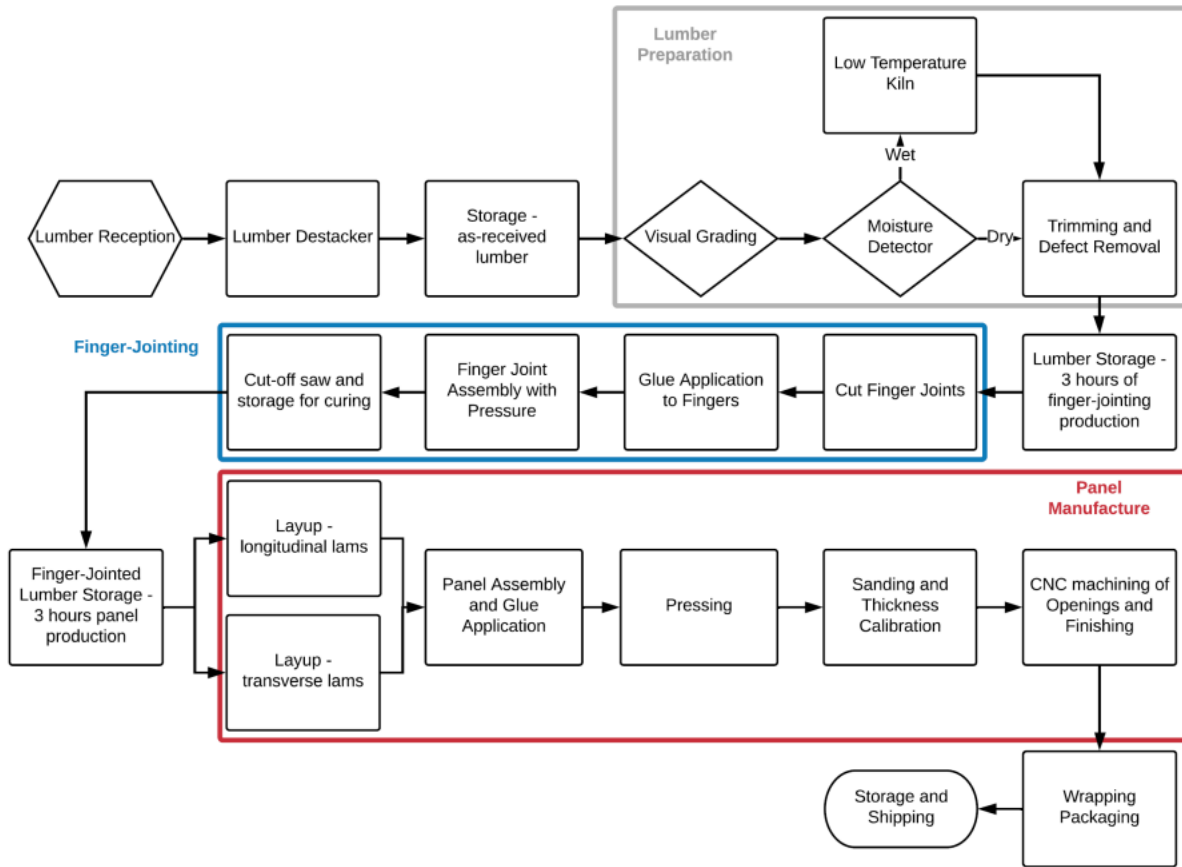 Lumber
Preparation
Low Temperature
Kiln
Wet
Lumber Reception
Lumber Destacker
Storage -
as-received
lumber
Visual Grading
Moisture
Detector
Dry
Trimming and
Defect Removal
Finger-Jointing
Cut-off saw and
storage for curing
Finger Joint
Assembly with
Pressure
Glue Application
to Fingers
Cut Finger Joints
Lumber Storage -
3 hours of
finger-jointing
production
Panel
Manufacture
Layup -
longitudinal lams
Finger-Jointed
Lumber Storage -
3 hours panel
production
Layup -
transverse lams
Panel Assembly
and Glue
Application
Pressing
Sanding and
Thickness
Calibration
CNC machining of
Openings and
Finishing
Storage and
Shipping
Wrapping
Packaging